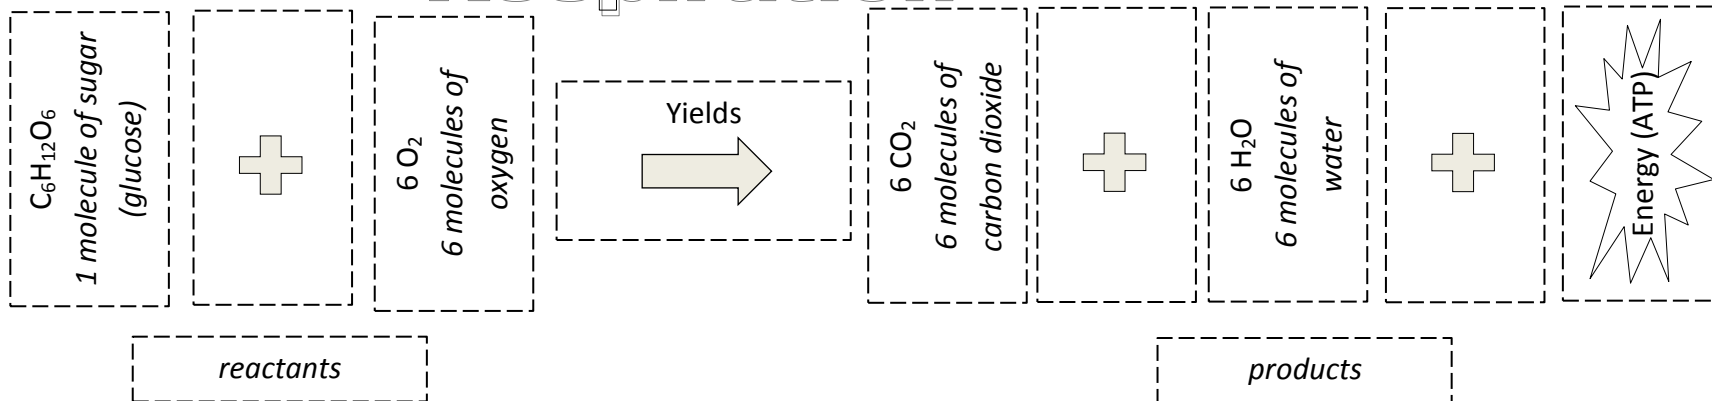 C₆H₁₂O₆
1 molecule of sugar
(glucose)
6 O₂
6 molecules of
oxygen
Yields
6 CO₂
6 molecules of
carbon dioxide
6 H₂O
6 molecules of
water
Energy (ATP)
reactants
products